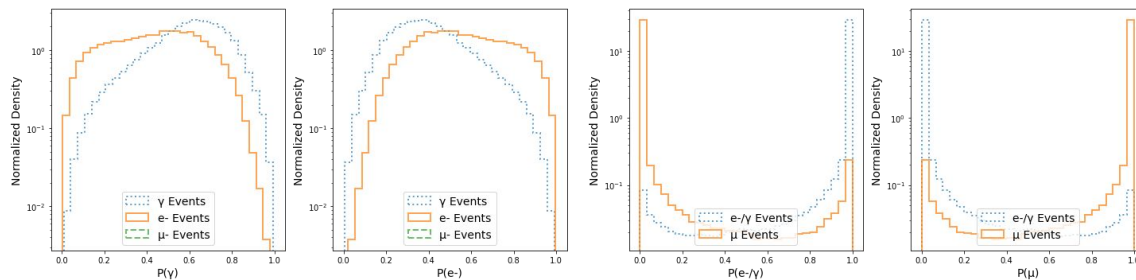 Normalized Density
10⁰
10⁻¹
10⁻²
γ Events
e- Events
μ- Events
0.0 0.2 0.4 0.6 0.8 1.0
P(γ)
Normalized Density
10⁰
10⁻¹
10⁻²
γ Events
e- Events
μ- Events
0.0 0.2 0.4 0.6 0.8 1.0
P(e-)
Normalized Density
10¹
10⁰
10⁻¹
e-/γ Events
μ Events
0.0 0.2 0.4 0.6 0.8 1.0
P(e-/γ)
Normalized Density
10¹
10⁰
10⁻¹
e-/γ Events
μ Events
0.0 0.2 0.4 0.6 0.8 1.0
P(μ)